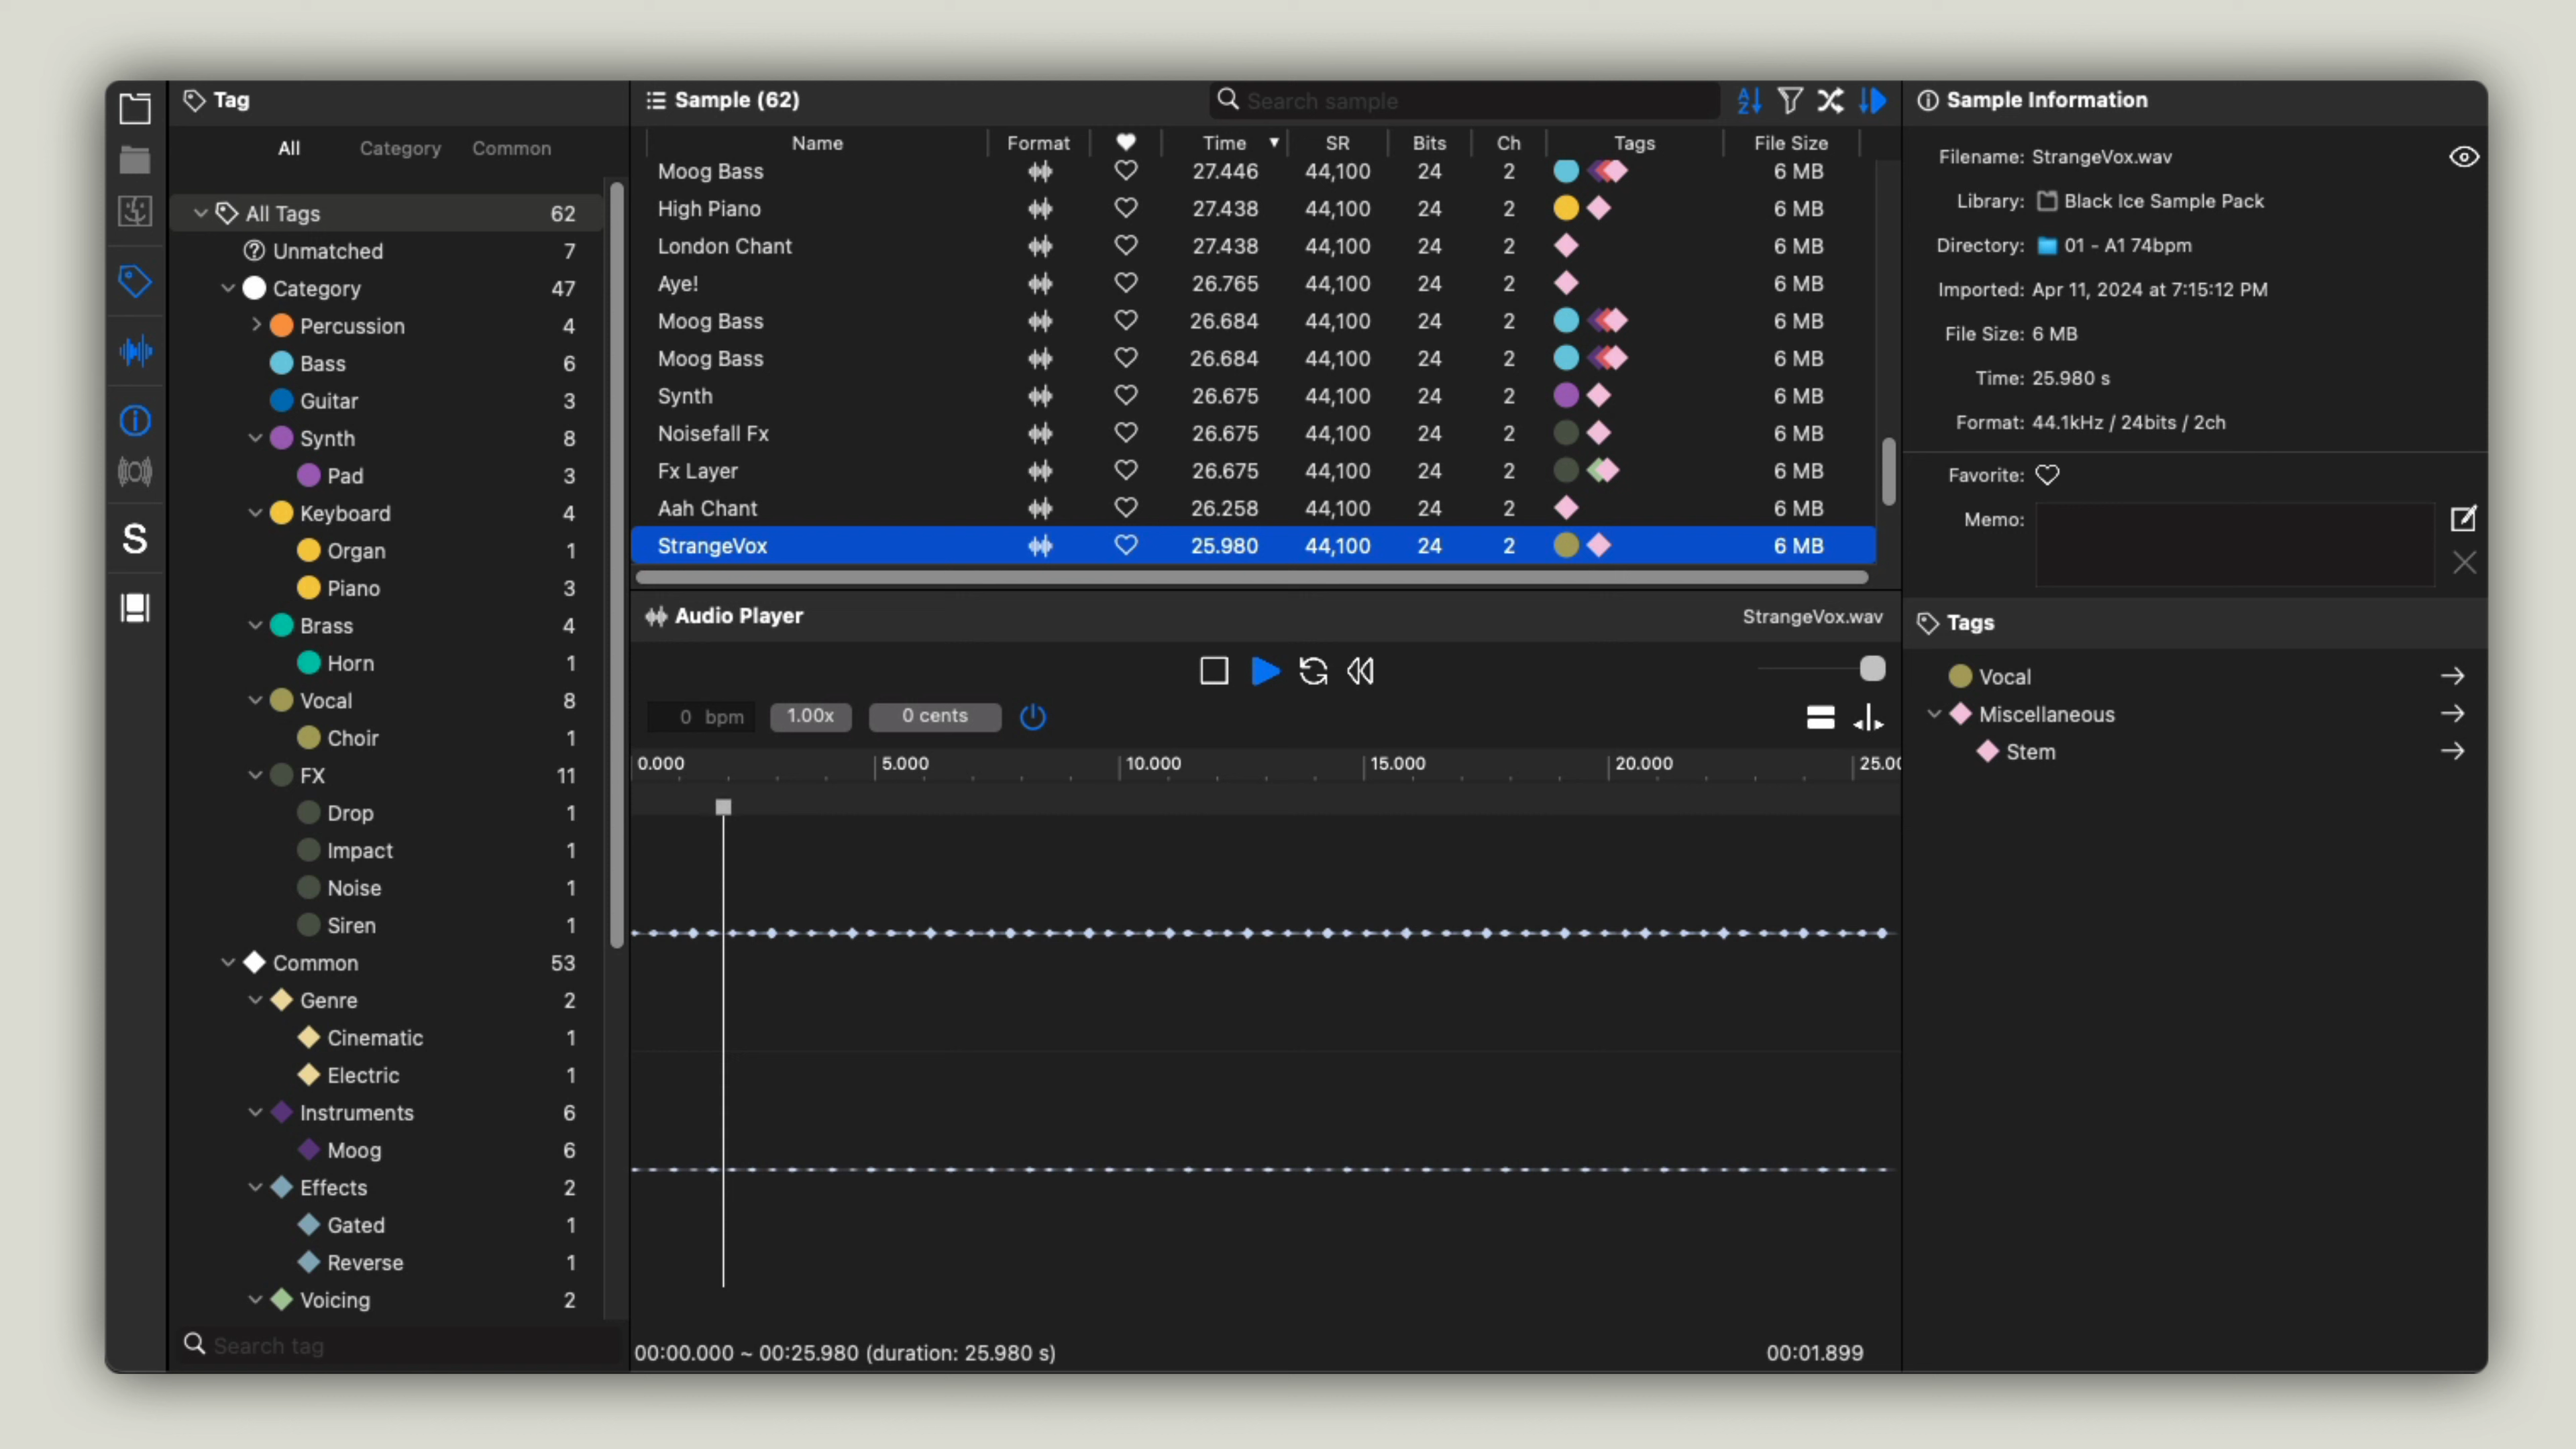 Tag
All Category Common
All Tags 62
Unmatched 7
Category 47
Percussion 4
Bass 6
Guitar 3
Synth 8
Pad 3
Keyboard 4
Organ 1
Piano 3
Brass 4
Horn 1
Vocal 8
Choir 1
FX 11
Drop 1
Impact 1
Noise 1
Siren 1
Common 53
Genre 2
Cinematic 1
Electric 1
Instruments 6
Moog 6
Effects 2
Gated 1
Reverse 1
Voicing 2
Search tag
S
Sample (62)
Search sample
Name Format Time ▼ SR Bits Ch Tags File Size
Moog Bass 27.446 44,100 24 2 6 MB
High Piano 27.438 44,100 24 2 6 MB
London Chant 27.438 44,100 24 2 6 MB
Aye! 26.765 44,100 24 2 6 MB
Moog Bass 26.684 44,100 24 2 6 MB
Moog Bass 26.684 44,100 24 2 6 MB
Synth 26.675 44,100 24 2 6 MB
Noisefall Fx 26.675 44,100 24 2 6 MB
Fx Layer 26.675 44,100 24 2 6 MB
Aah Chant 26.258 44,100 24 2 6 MB
StrangeVox 25.980 44,100 24 2 6 MB
Audio Player StrangeVox.wav
0 bpm 1.00x 0 cents
0.000 5.000 10.000 15.000 20.000 25.00
00:00.000 ~ 00:25.980 (duration: 25.980 s) 00:01.899
Sample Information
Filename: StrangeVox.wav
Library: Black Ice Sample Pack
Directory: 01 - A1 74bpm
Imported: Apr 11, 2024 at 7:15:12 PM
File Size: 6 MB
Time: 25.980 s
Format: 44.1kHz / 24bits / 2ch
Favorite:
Memo:
Tags
Vocal
Miscellaneous
Stem